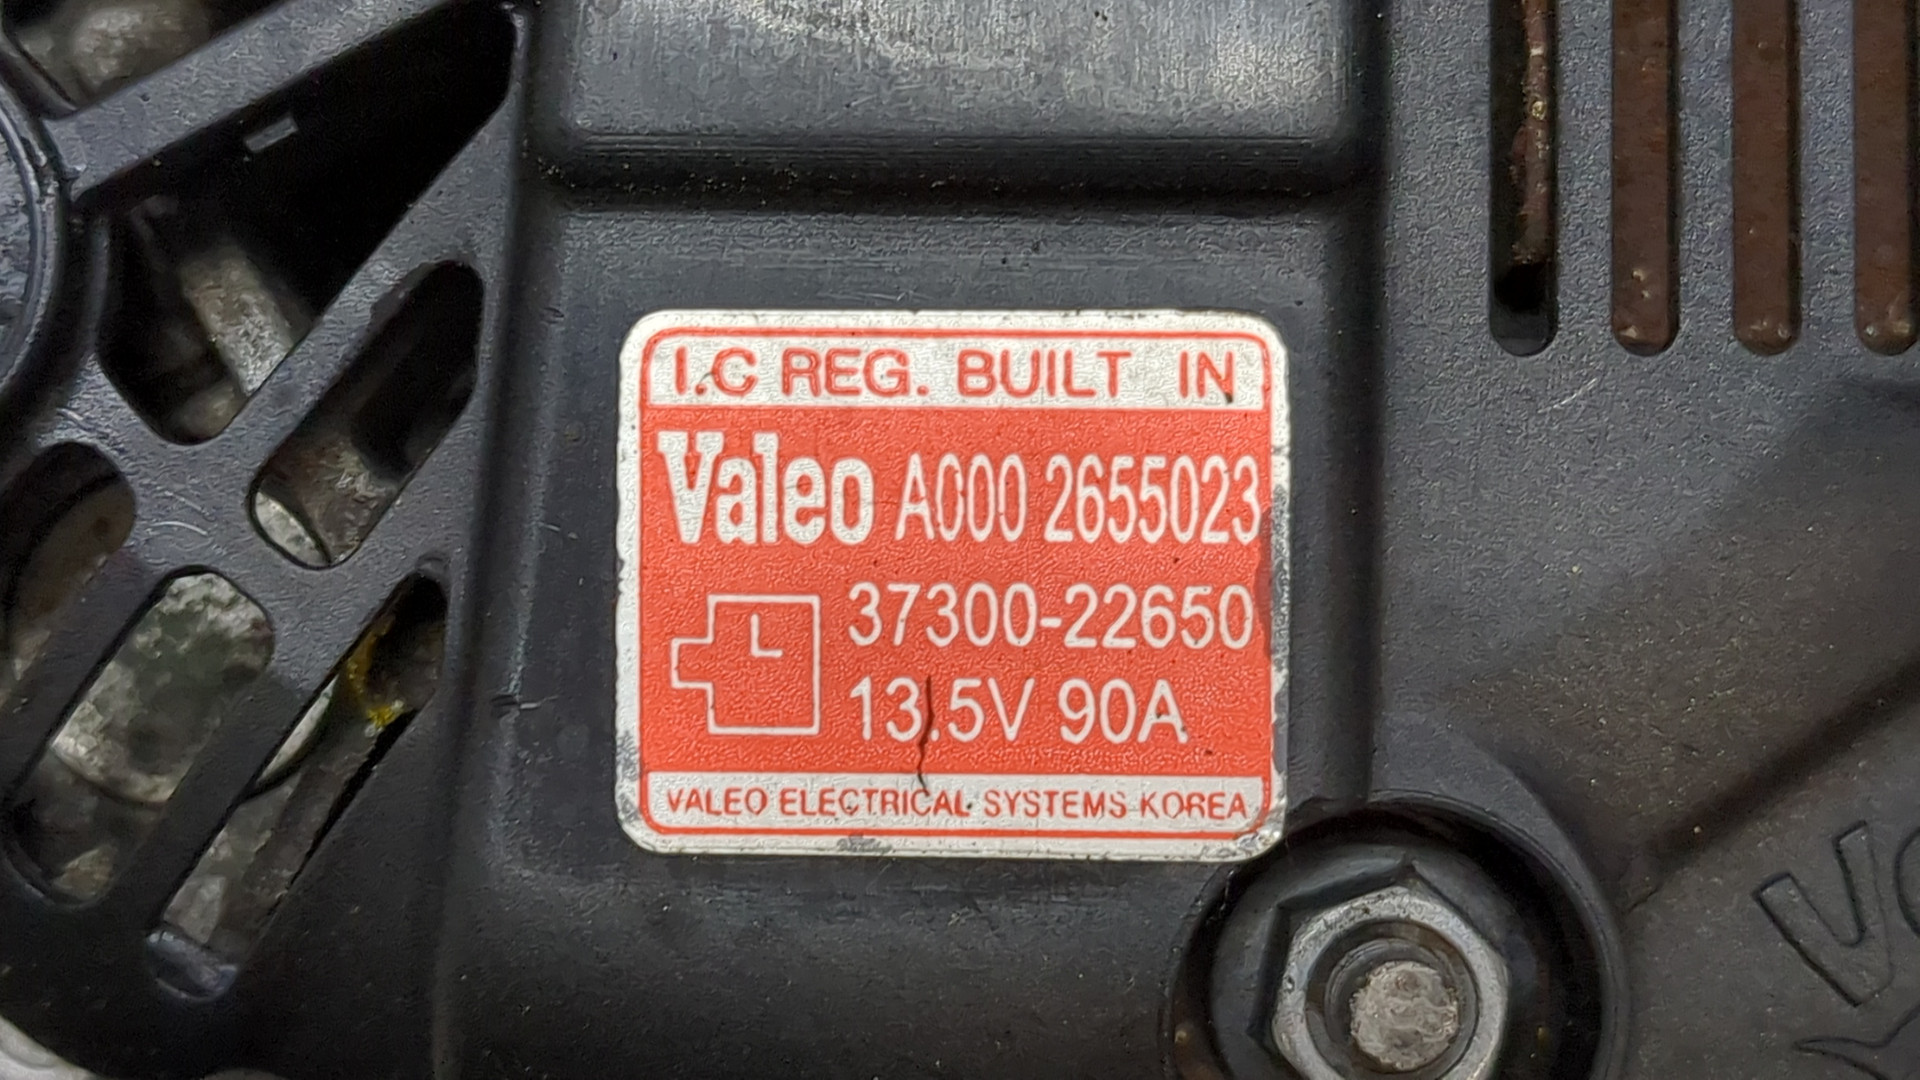 I.C REG. BUILT IN
Valeo A000 2655023
37300-22650
L
13.5V 90A
VALEO ELECTRICAL SYSTEMS KOREA